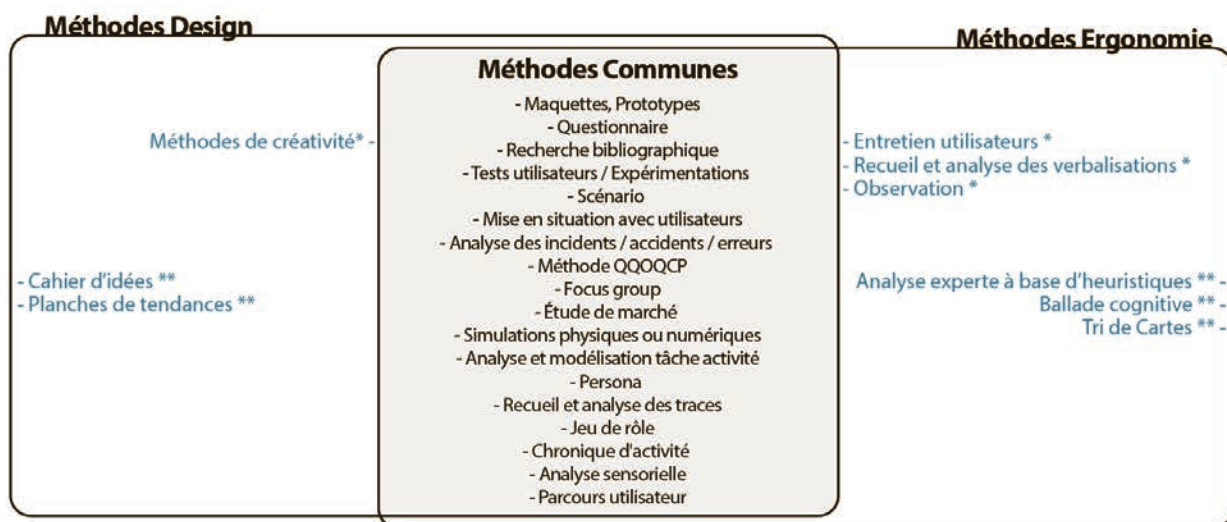 Méthodes Design
Méthodes Ergonomie
Méthodes Communes
- Maquettes, Prototypes
- Questionnaire
- Recherche bibliographique
- Tests utilisateurs / Expérimentations
- Scénario
- Mise en situation avec utilisateurs
- Analyse des incidents / accidents / erreurs
- Méthode QQOQCP
- Focus group
- Étude de marché
- Simulations physiques ou numériques
- Analyse et modélisation tâche activité
- Persona
- Recueil et analyse des traces
- Jeu de rôle
- Chronique d'activité
- Analyse sensorielle
- Parcours utilisateur
Méthodes de créativité* -
- Cahier d'idées **
- Planches de tendances **
- Entretien utilisateurs *
- Recueil et analyse des verbalisations *
- Observation *
Analyse experte à base d'heuristiques ** -
Ballade cognitive ** -
Tri de Cartes ** -